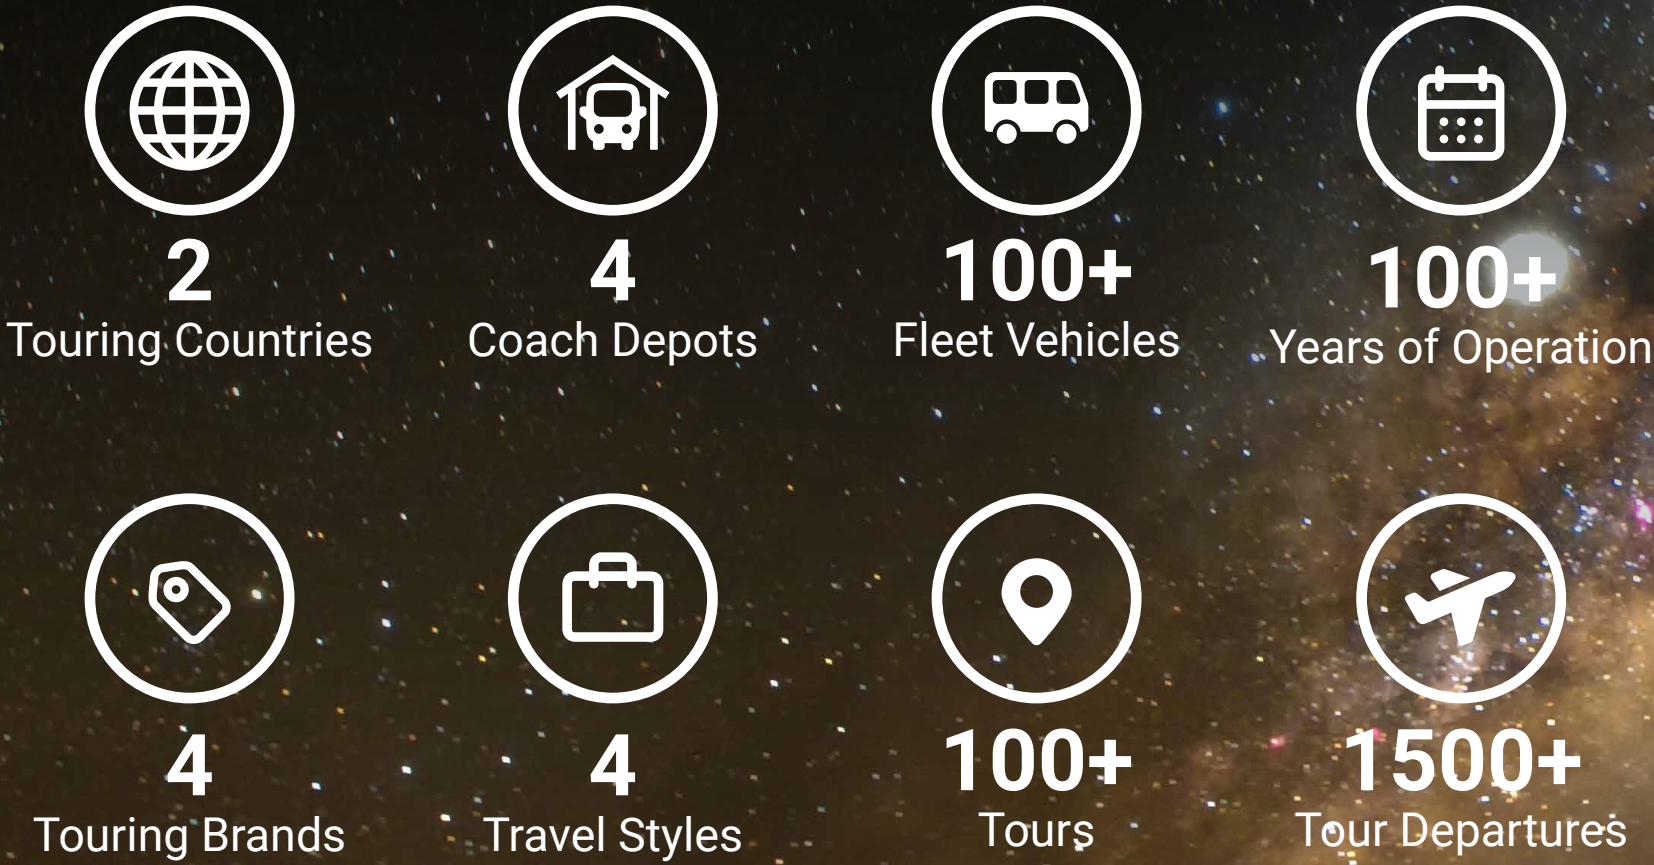 2
Touring Countries
4
Coach Depots
100+
Fleet Vehicles
100+
Years of Operation
4
Touring Brands
4
Travel Styles
100+
Tours
1500+
Tour Departures